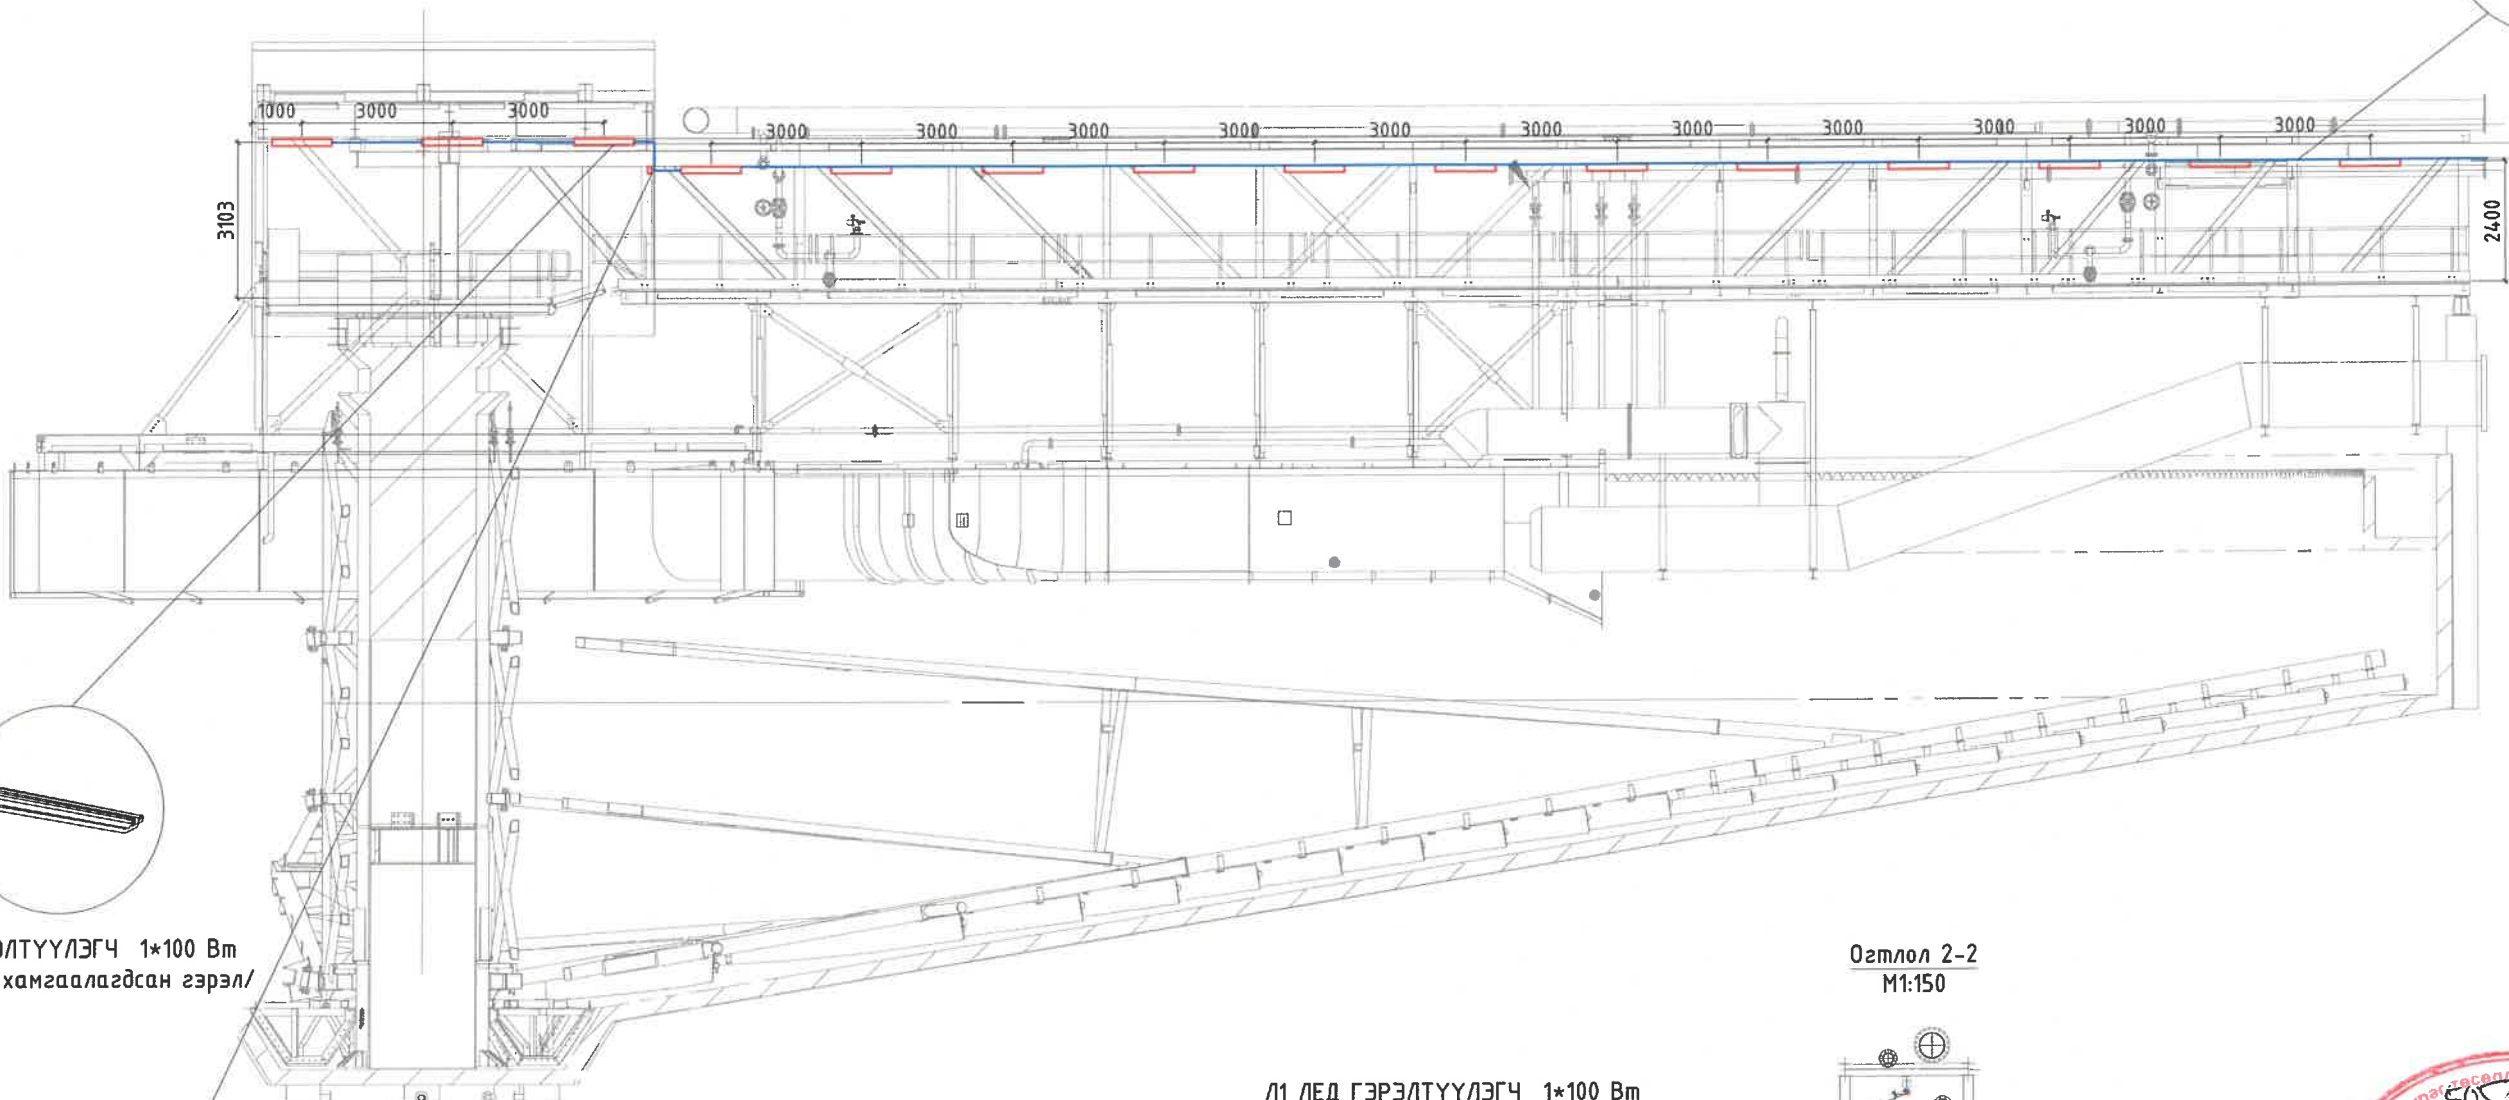 1000 3000 3000
3000 3000 3000 3000 3000 3000 3000 3000 3000 3000 3000
3103
2400
ЭЛТҮҮЛЭГЧ 1*100 Вт
хамгаалагдсан гэрэл/
Огтлол 2-2
М1:150
Л1 ЛЕД ГЭРЭЛТҮҮЛЭГЧ 1*100 Вт